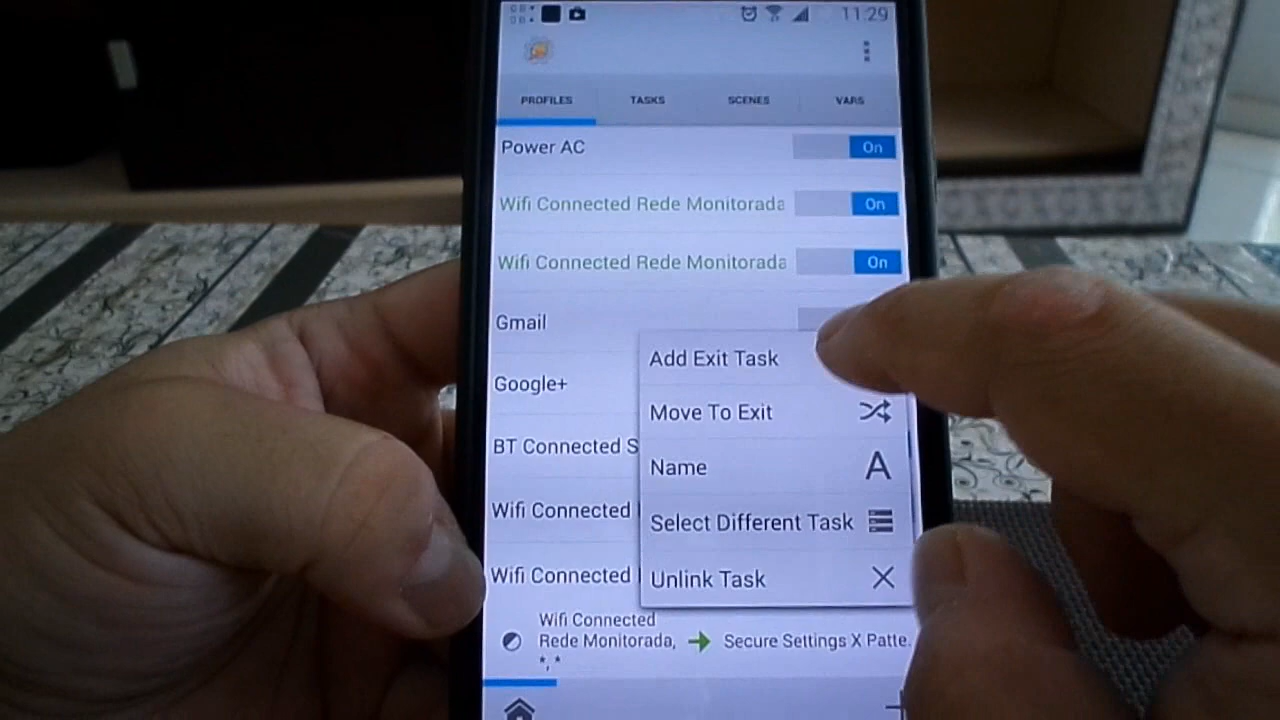 11:29
PROFILES TASKS SCENES VARS
Power AC On
Wifi Connected Rede Monitorada On
Wifi Connected Rede Monitorada On
Gmail
Add Exit Task
Google+
Move To Exit
BT Connected S
Name A
Wifi Connected
Select Different Task
Wifi Connected
Unlink Task
Wifi Connected
Rede Monitorada,
*,*
Secure Settings X Patte.